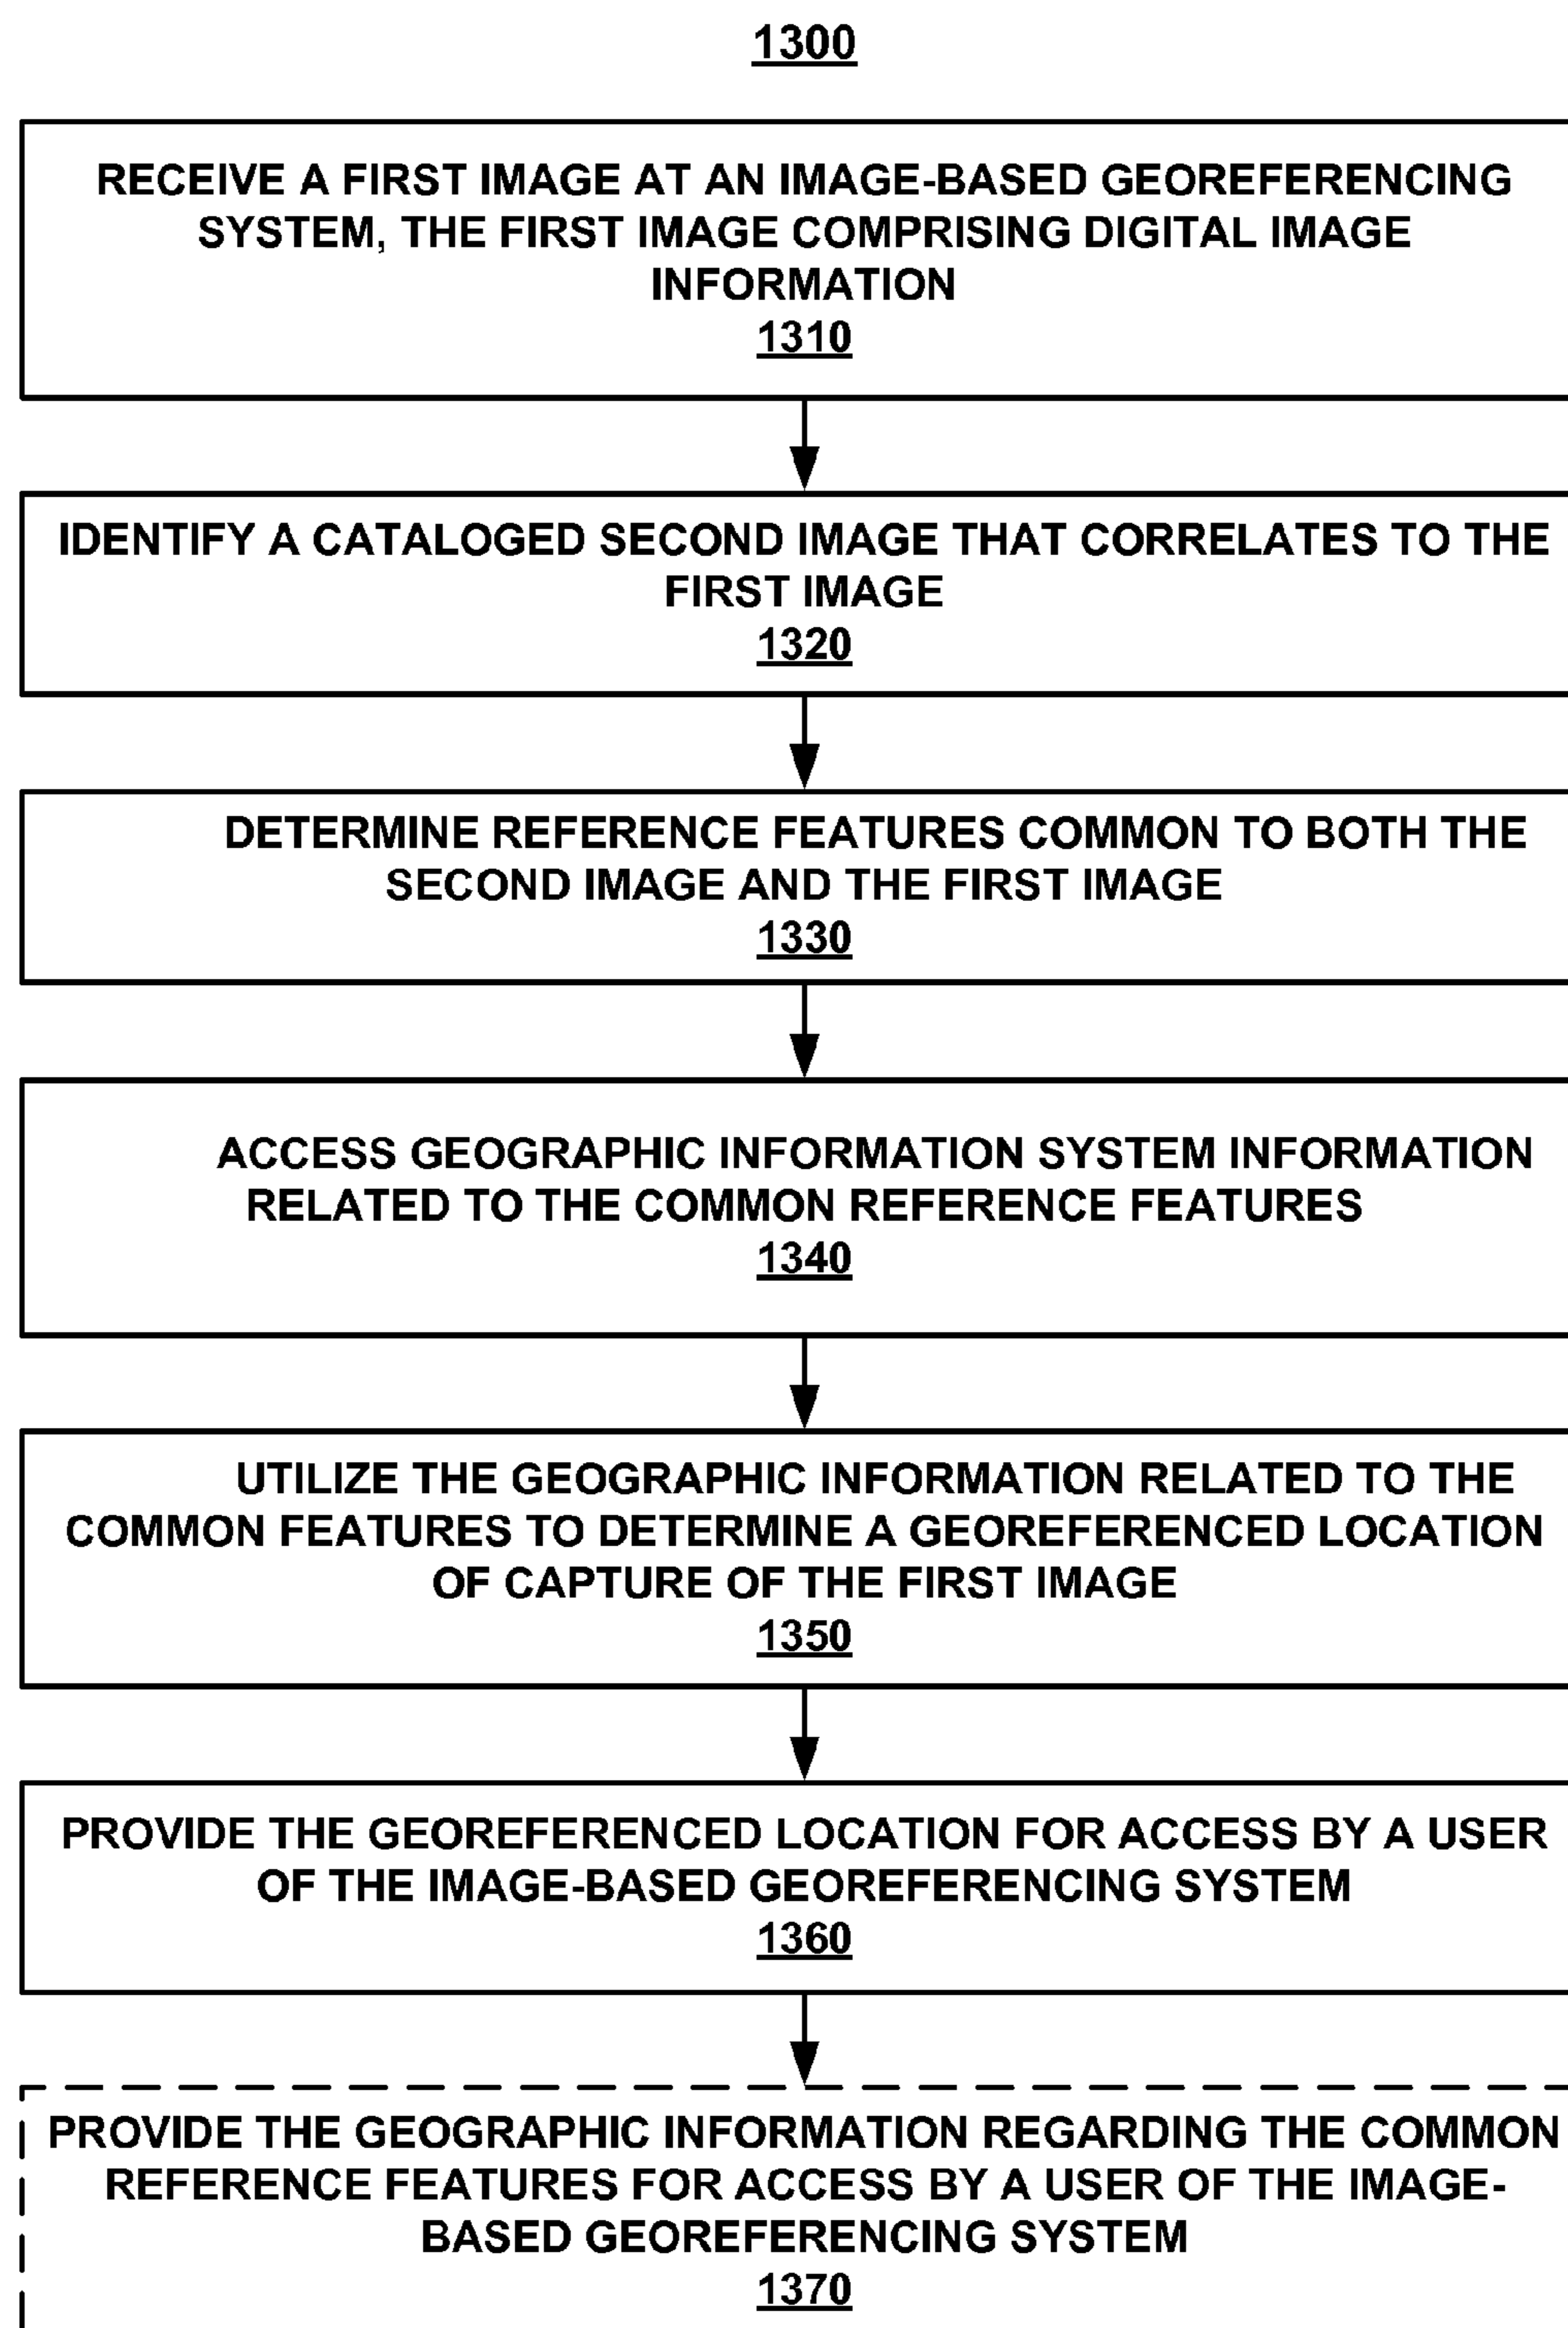 1300
RECEIVE A FIRST IMAGE AT AN IMAGE-BASED GEOREFERENCING
SYSTEM, THE FIRST IMAGE COMPRISING DIGITAL IMAGE
INFORMATION
1310
IDENTIFY A CATALOGED SECOND IMAGE THAT CORRELATES TO THE
FIRST IMAGE
1320
DETERMINE REFERENCE FEATURES COMMON TO BOTH THE
SECOND IMAGE AND THE FIRST IMAGE
1330
ACCESS GEOGRAPHIC INFORMATION SYSTEM INFORMATION
RELATED TO THE COMMON REFERENCE FEATURES
1340
UTILIZE THE GEOGRAPHIC INFORMATION RELATED TO THE
COMMON FEATURES TO DETERMINE A GEOREFERENCED LOCATION
OF CAPTURE OF THE FIRST IMAGE
1350
PROVIDE THE GEOREFERENCED LOCATION FOR ACCESS BY A USER
OF THE IMAGE-BASED GEOREFERENCING SYSTEM
1360
PROVIDE THE GEOGRAPHIC INFORMATION REGARDING THE COMMON
REFERENCE FEATURES FOR ACCESS BY A USER OF THE IMAGE-
BASED GEOREFERENCING SYSTEM
1370